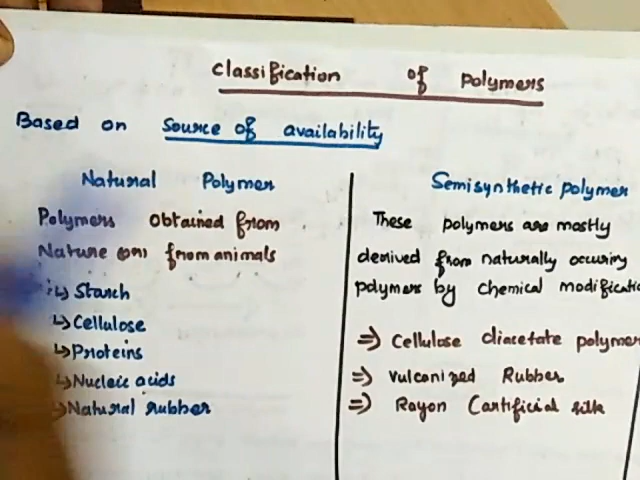 Classification of Polymers
Based on Source of availability
Natural Polymer
Polymers obtained from
Nature (or) from animals
↳ Starch
↳ Cellulose
↳ Proteins
↳ Nucleic acids
↳ Natural rubber
Semisynthetic polymer
These polymers are mostly
derived from naturally occuring
polymers by chemical modificatio
⇒ Cellulose diacetate polymer
⇒ Vulcanized Rubber
⇒ Rayon (artificial silk